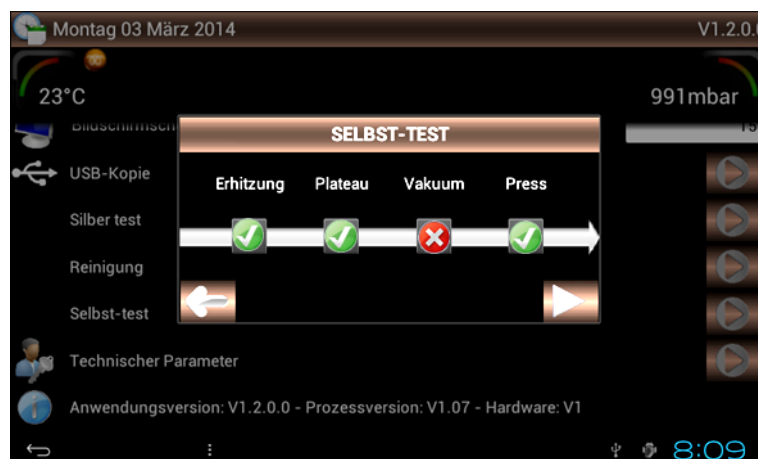 Montag 03 März 2014
V1.2.0.
23°C
991mbar
SELBST-TEST
Erhitzung Plateau Vakuum Press
USB-Kopie
Silber test
Reinigung
Selbst-test
Technischer Parameter
Anwendungsversion: V1.2.0.0 - Prozessversion: V1.07 - Hardware: V1
8:09